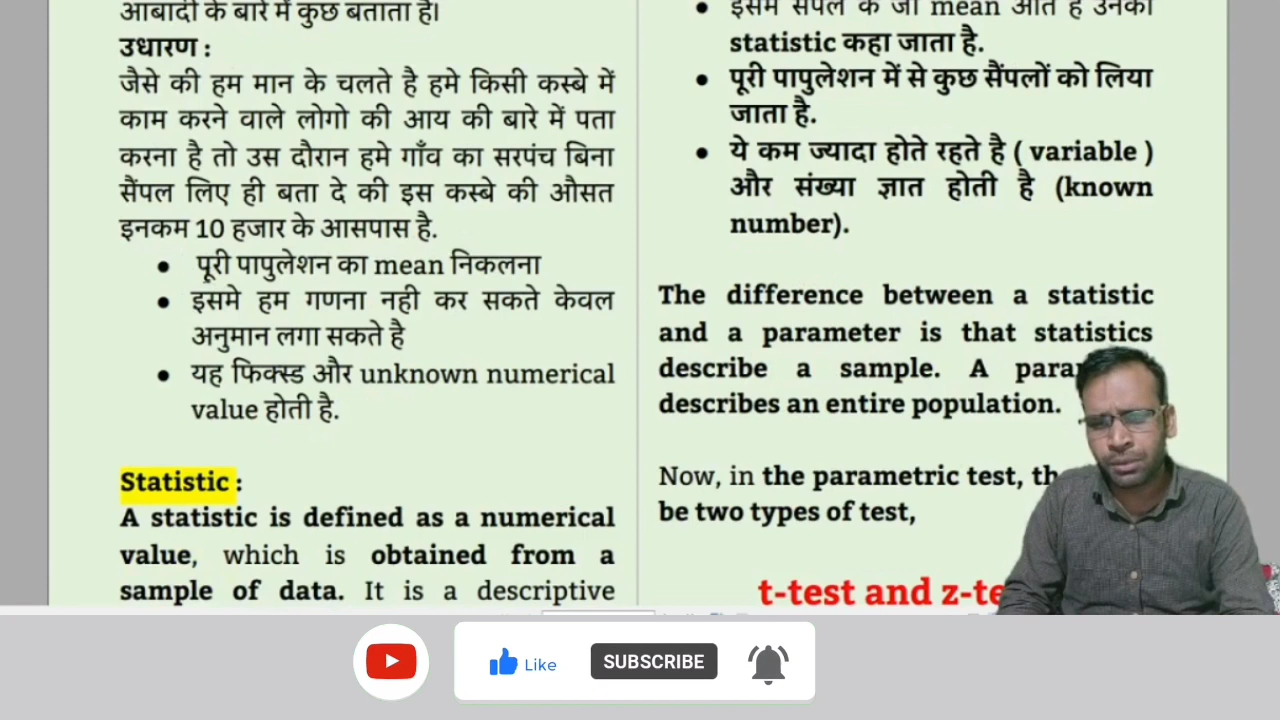 आबादी के बारे में कुछ बताता है।
उधारण :
जैसे की हम मान के चलते है हमे किसी कस्बे में
काम करने वाले लोगो की आय की बारे में पता
करना है तो उस दौरान हमे गाँव का सरपंच बिना
सैंपल लिए ही बता दे की इस कस्बे की औसत
इनकम 10 हजार के आसपास है.
● पूरी पापुलेशन का mean निकलना
● इसमे हम गणना नही कर सकते केवल
अनुमान लगा सकते है
● यह फिक्स्ड और unknown numerical
value होती है.
Statistic :
A statistic is defined as a numerical
value, which is obtained from a
sample of data. It is a descriptive
● इसमे सैंपल के जो mean आते है उनको
statistic कहा जाता है.
● पूरी पापुलेशन में से कुछ सैंपलों को लिया
जाता है.
● ये कम ज्यादा होते रहते है ( variable )
और संख्या ज्ञात होती है (known
number).
The difference between a statistic
and a parameter is that statistics
describe a sample. A
describes an entire population.
Now, in the parametric test,
be two types of test,
t-test and
Like
SUBSCRIBE